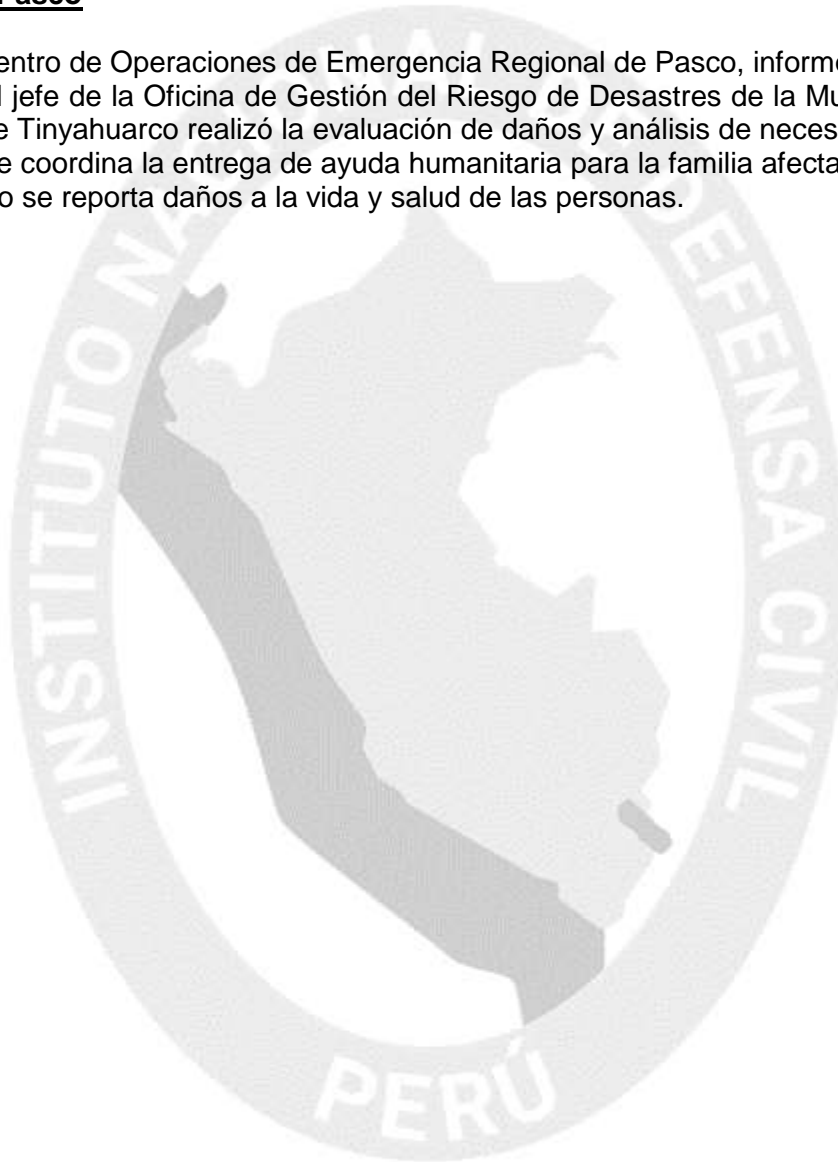 Pasco
entro de Operaciones de Emergencia Regional de Pasco, inform
jefe de la Oficina de Gestión del Riesgo de Desastres de la Mu
e Tinyahuarco realizó la evaluación de daños y análisis de neces
e coordina la entrega de ayuda humanitaria para la familia afecta
o se reporta daños a la vida y salud de las personas.
INSTITUTO NACIONAL DE DEFENSA CIVIL
PERÚ